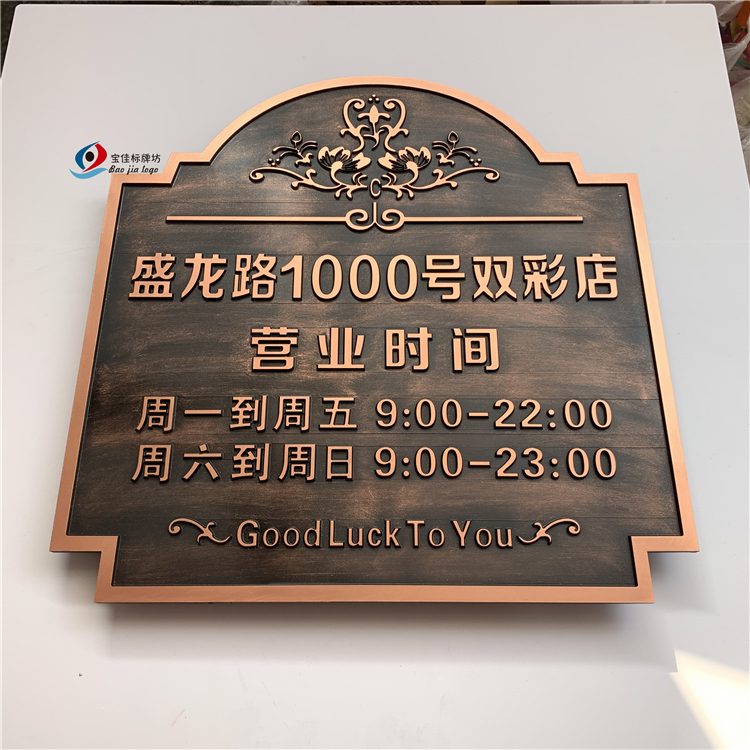 宝佳标牌坊
Bao jia logo
盛龙路1000号双彩店
营业时间
周一到周五 9:00-22:00
周六到周日 9:00-23:00
Good Luck To You